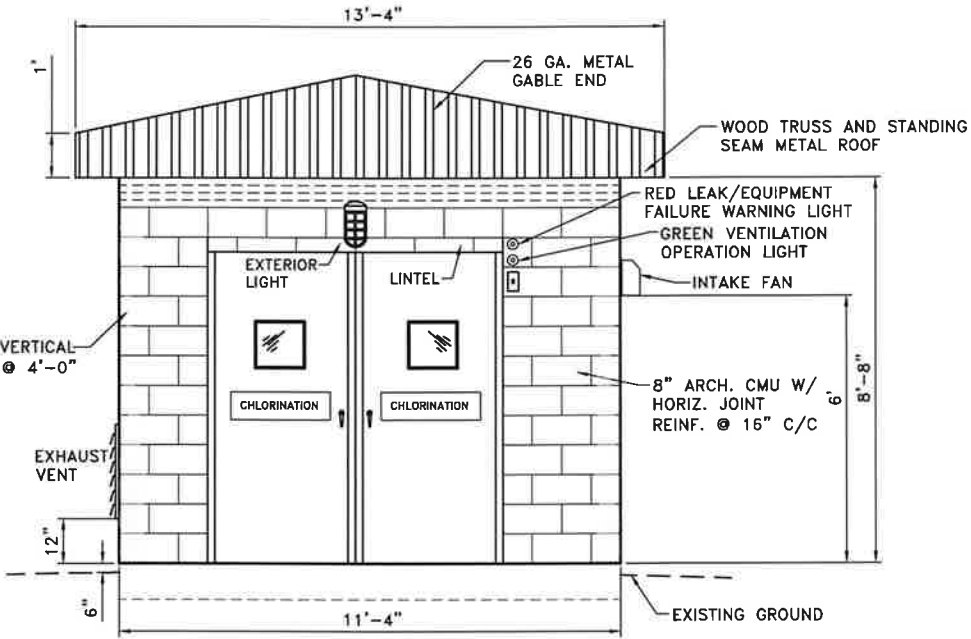 13'-4"
1'
26 GA. METAL
GABLE END
WOOD TRUSS AND STANDING
SEAM METAL ROOF
RED LEAK/EQUIPMENT
FAILURE WARNING LIGHT
GREEN VENTILATION
OPERATION LIGHT
EXTERIOR
LIGHT
LINTEL
INTAKE FAN
VERTICAL
@ 4'-0"
8" ARCH. CMU W/
HORIZ. JOINT
REINF. @ 16" C/C
6'
8'-8"
CHLORINATION
CHLORINATION
EXHAUST
VENT
12"
6"
11'-4"
EXISTING GROUND